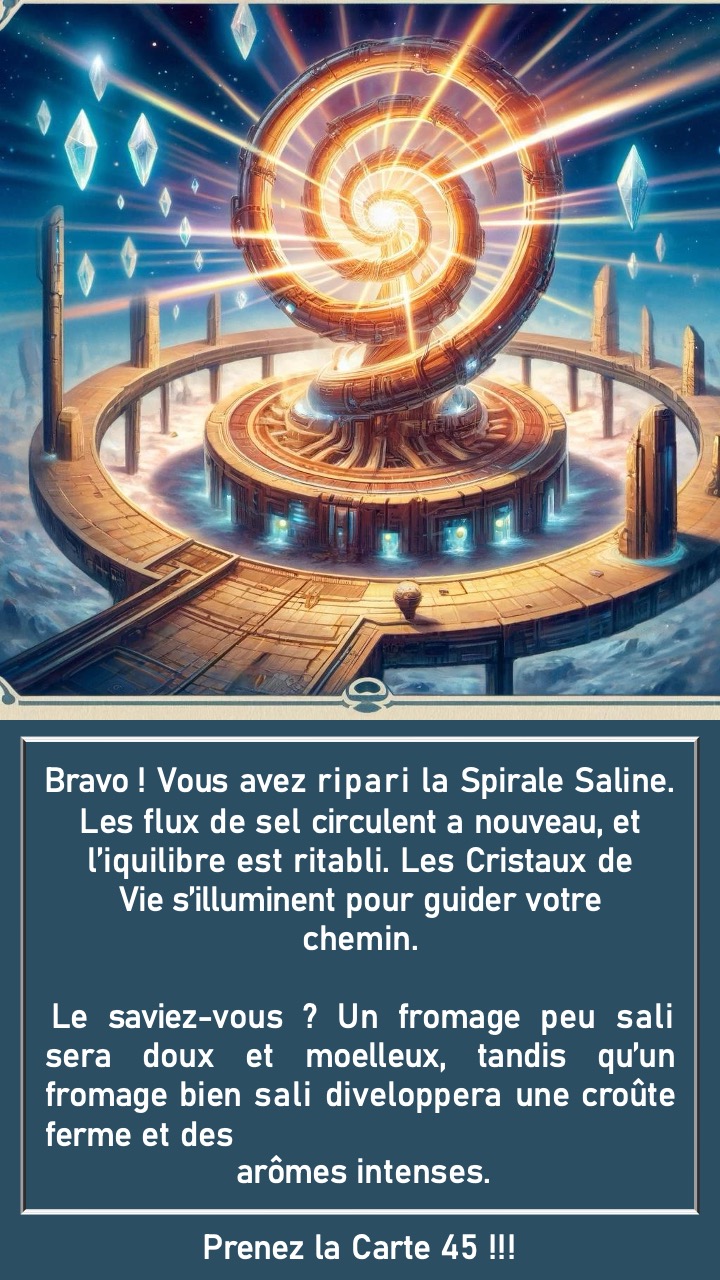 Bravo ! Vous avez ripari la Spirale Saline.
Les flux de sel circulent a nouveau, et
l’iquilibre est ritabli. Les Cristaux de
Vie s’illuminent pour guider votre
chemin.
Le saviez-vous ? Un fromage peu sali
sera doux et moelleux, tandis qu’un
fromage bien sali diveloppera une croûte
ferme et des
arômes intenses.
Prenez la Carte 45 !!!